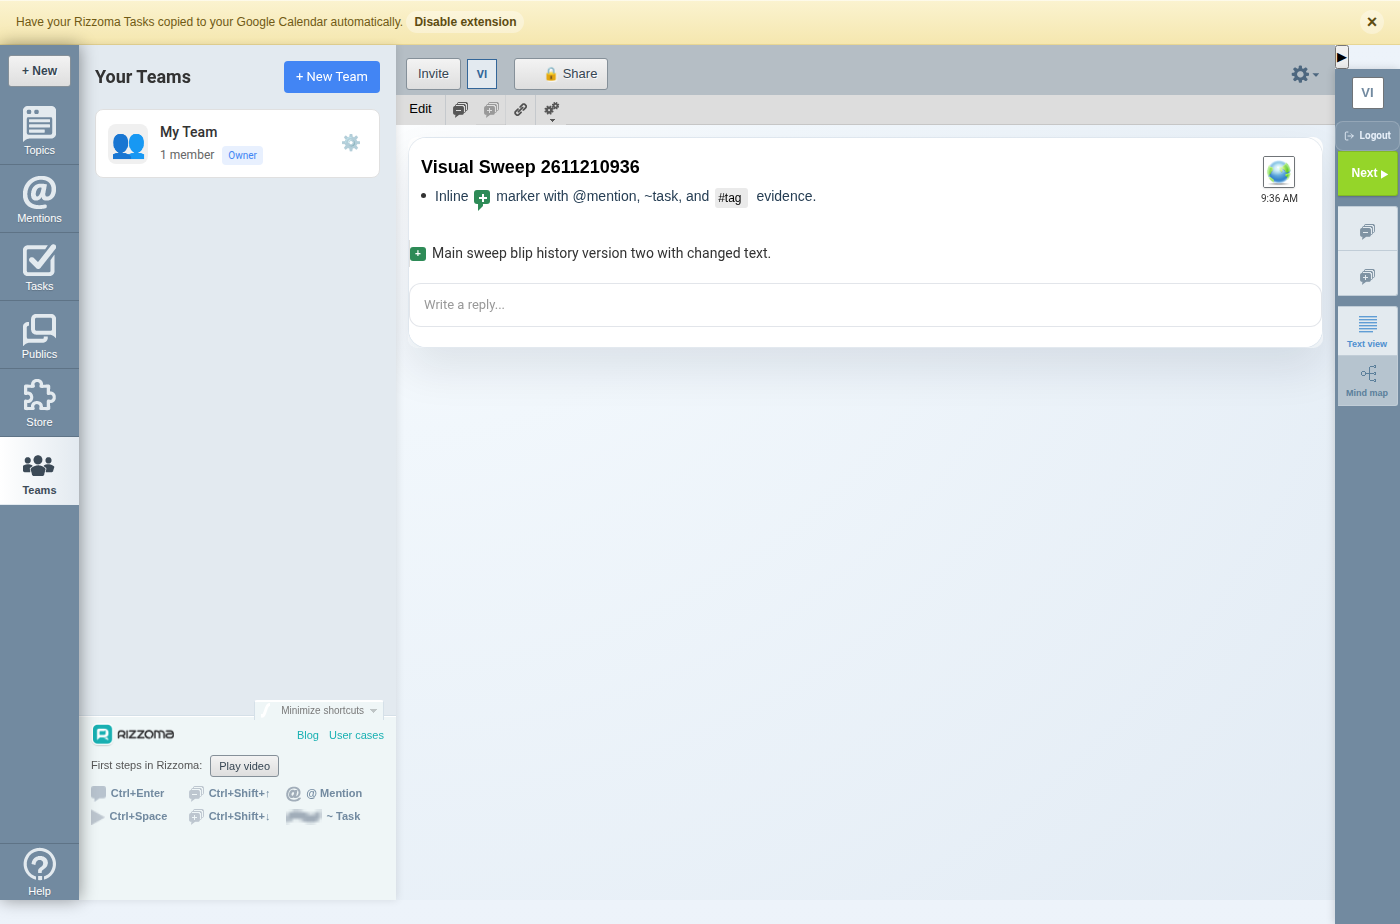 Have your Rizzoma Tasks copied to your Google Calendar automatically. Disable extension ✕
+ New
Topics
Mentions
Tasks
Publics
Store
Teams
Help
Your Teams
+ New Team
My Team
1 member Owner
Minimize shortcuts
RIZZOMA
Blog User cases
First steps in Rizzoma: Play video
Ctrl+Enter Ctrl+Shift+↑ @ @ Mention
Ctrl+Space Ctrl+Shift+↓ ~ Task
Invite VI 🔒 Share
Edit
Visual Sweep 2611210936
• Inline + marker with @mention, ~task, and #tag evidence.
9:36 AM
+ Main sweep blip history version two with changed text.
Write a reply...
▶
VI
Logout
Next ▶
Text view
Mind map